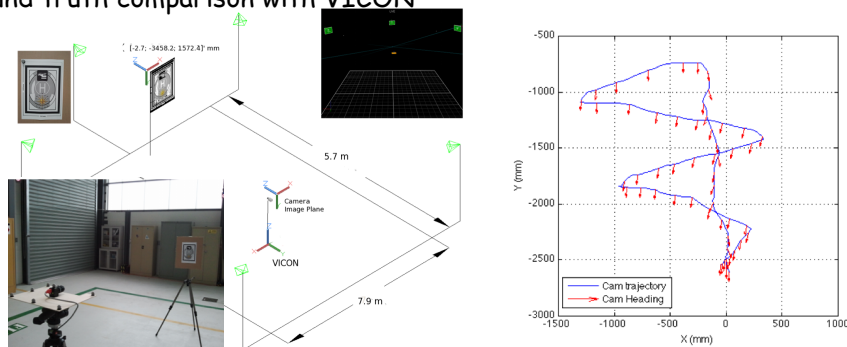 Truth comparison with VICON
[-2.7; -3458.2; 1572.4]' mm
5.7 m
Camera
Image Plane
VICON
7.9 m
-500
-1000
-1500
-2000
-2500
-3000
Y (mm)
Cam trajectory
Cam Heading
-1500
-1000
-500
0
500
1000
X (mm)